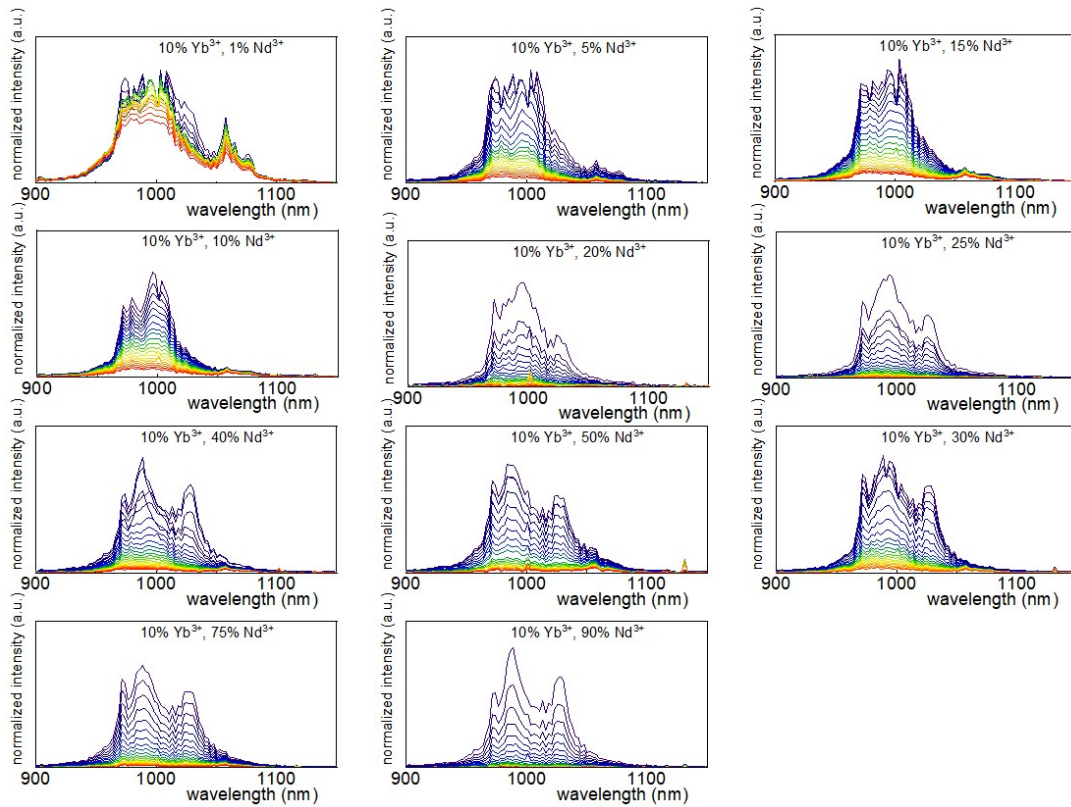 normalized intensity (a.u.)
10% Yb³⁺, 1% Nd³⁺
900 1000 1100
wavelength (nm)
normalized intensity (a.u.)
10% Yb³⁺, 5% Nd³⁺
900 1000 1100
wavelength (nm)
normalized intensity (a.u.)
10% Yb³⁺, 15% Nd³⁺
900 1000 1100
wavelength (nm)
normalized intensity (a.u.)
10% Yb³⁺, 10% Nd³⁺
900 1000 1100
wavelength (nm)
normalized intensity (a.u.)
10% Yb³⁺, 20% Nd³⁺
900 1000 1100
wavelength (nm)
normalized intensity (a.u.)
10% Yb³⁺, 25% Nd³⁺
900 1000 1100
wavelength (nm)
normalized intensity (a.u.)
10% Yb³⁺, 40% Nd³⁺
900 1000 1100
wavelength (nm)
normalized intensity (a.u.)
10% Yb³⁺, 50% Nd³⁺
900 1000 1100
wavelength (nm)
normalized intensity (a.u.)
10% Yb³⁺, 30% Nd³⁺
900 1000 1100
wavelength (nm)
normalized intensity (a.u.)
10% Yb³⁺, 75% Nd³⁺
900 1000 1100
wavelength (nm)
normalized intensity (a.u.)
10% Yb³⁺, 90% Nd³⁺
900 1000 1100
wavelength (nm)